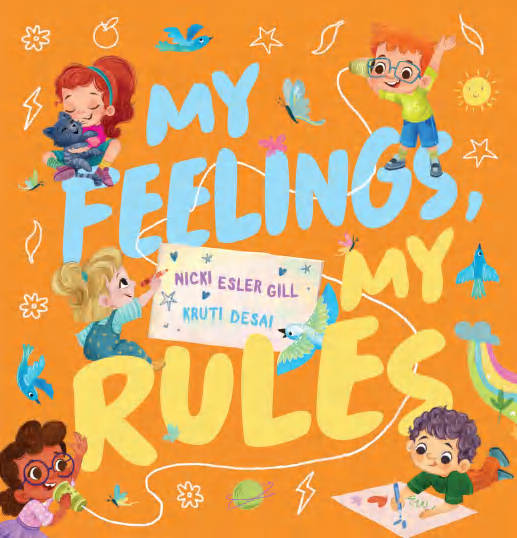 MY
FEELINGS,
MY
RULES
NICKI ESLER GILL
KRUTI DESAI